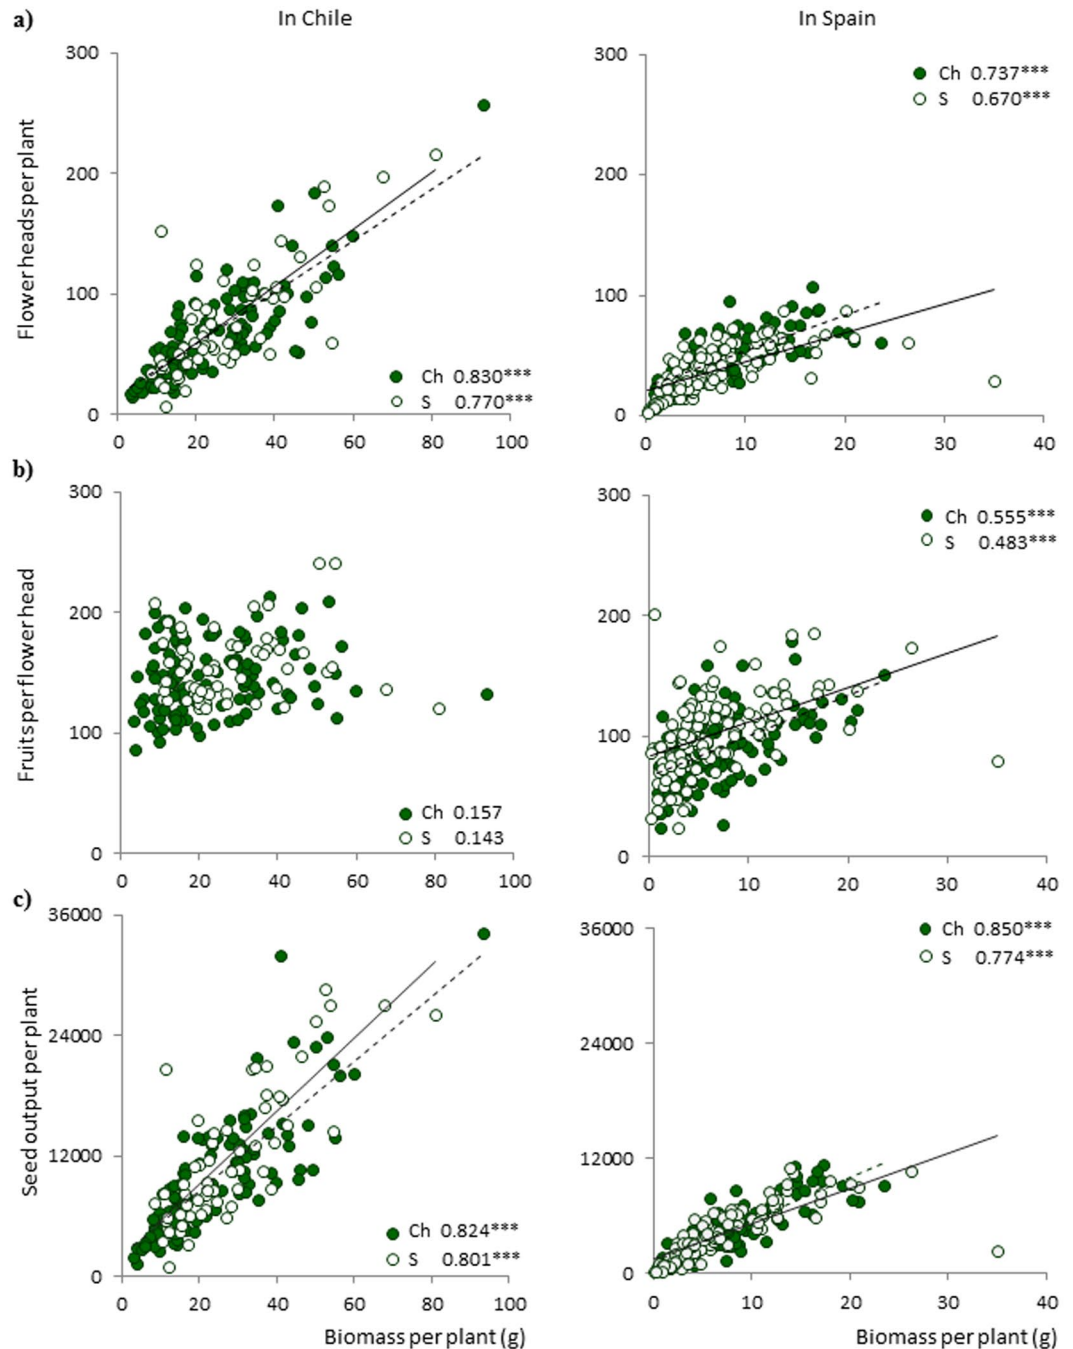 a)
In Chile
In Spain
Flower heads per plant
300
200
100
0
0 20 40 60 80 100
Ch 0.830***
S 0.770***
300
200
100
0
0 10 20 30 40
Ch 0.737***
S 0.670***
b)
Fruits per flower head
300
200
100
0
0 20 40 60 80 100
Ch 0.157
S 0.143
300
200
100
0
0 10 20 30 40
Ch 0.555***
S 0.483***
c)
Seed output per plant
36000
24000
12000
0
0 20 40 60 80 100
Ch 0.824***
S 0.801***
Biomass per plant (g)
36000
24000
12000
0
0 10 20 30 40
Ch 0.850***
S 0.774***
Biomass per plant (g)